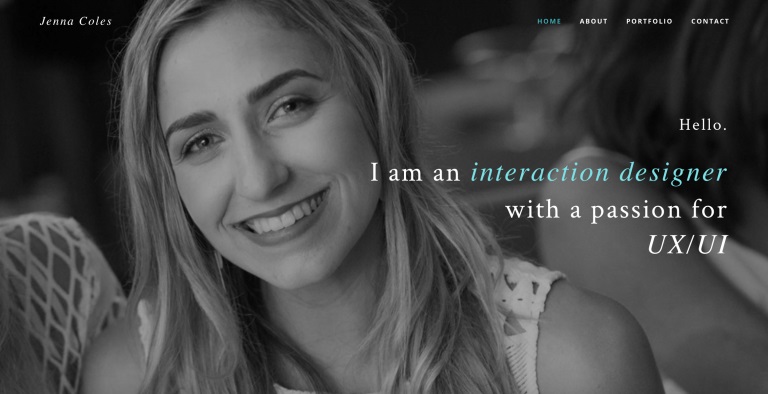 Jenna Coles
HOME ABOUT PORTFOLIO CONTACT
Hello.
I am an interaction designer
with a passion for
UX/UI